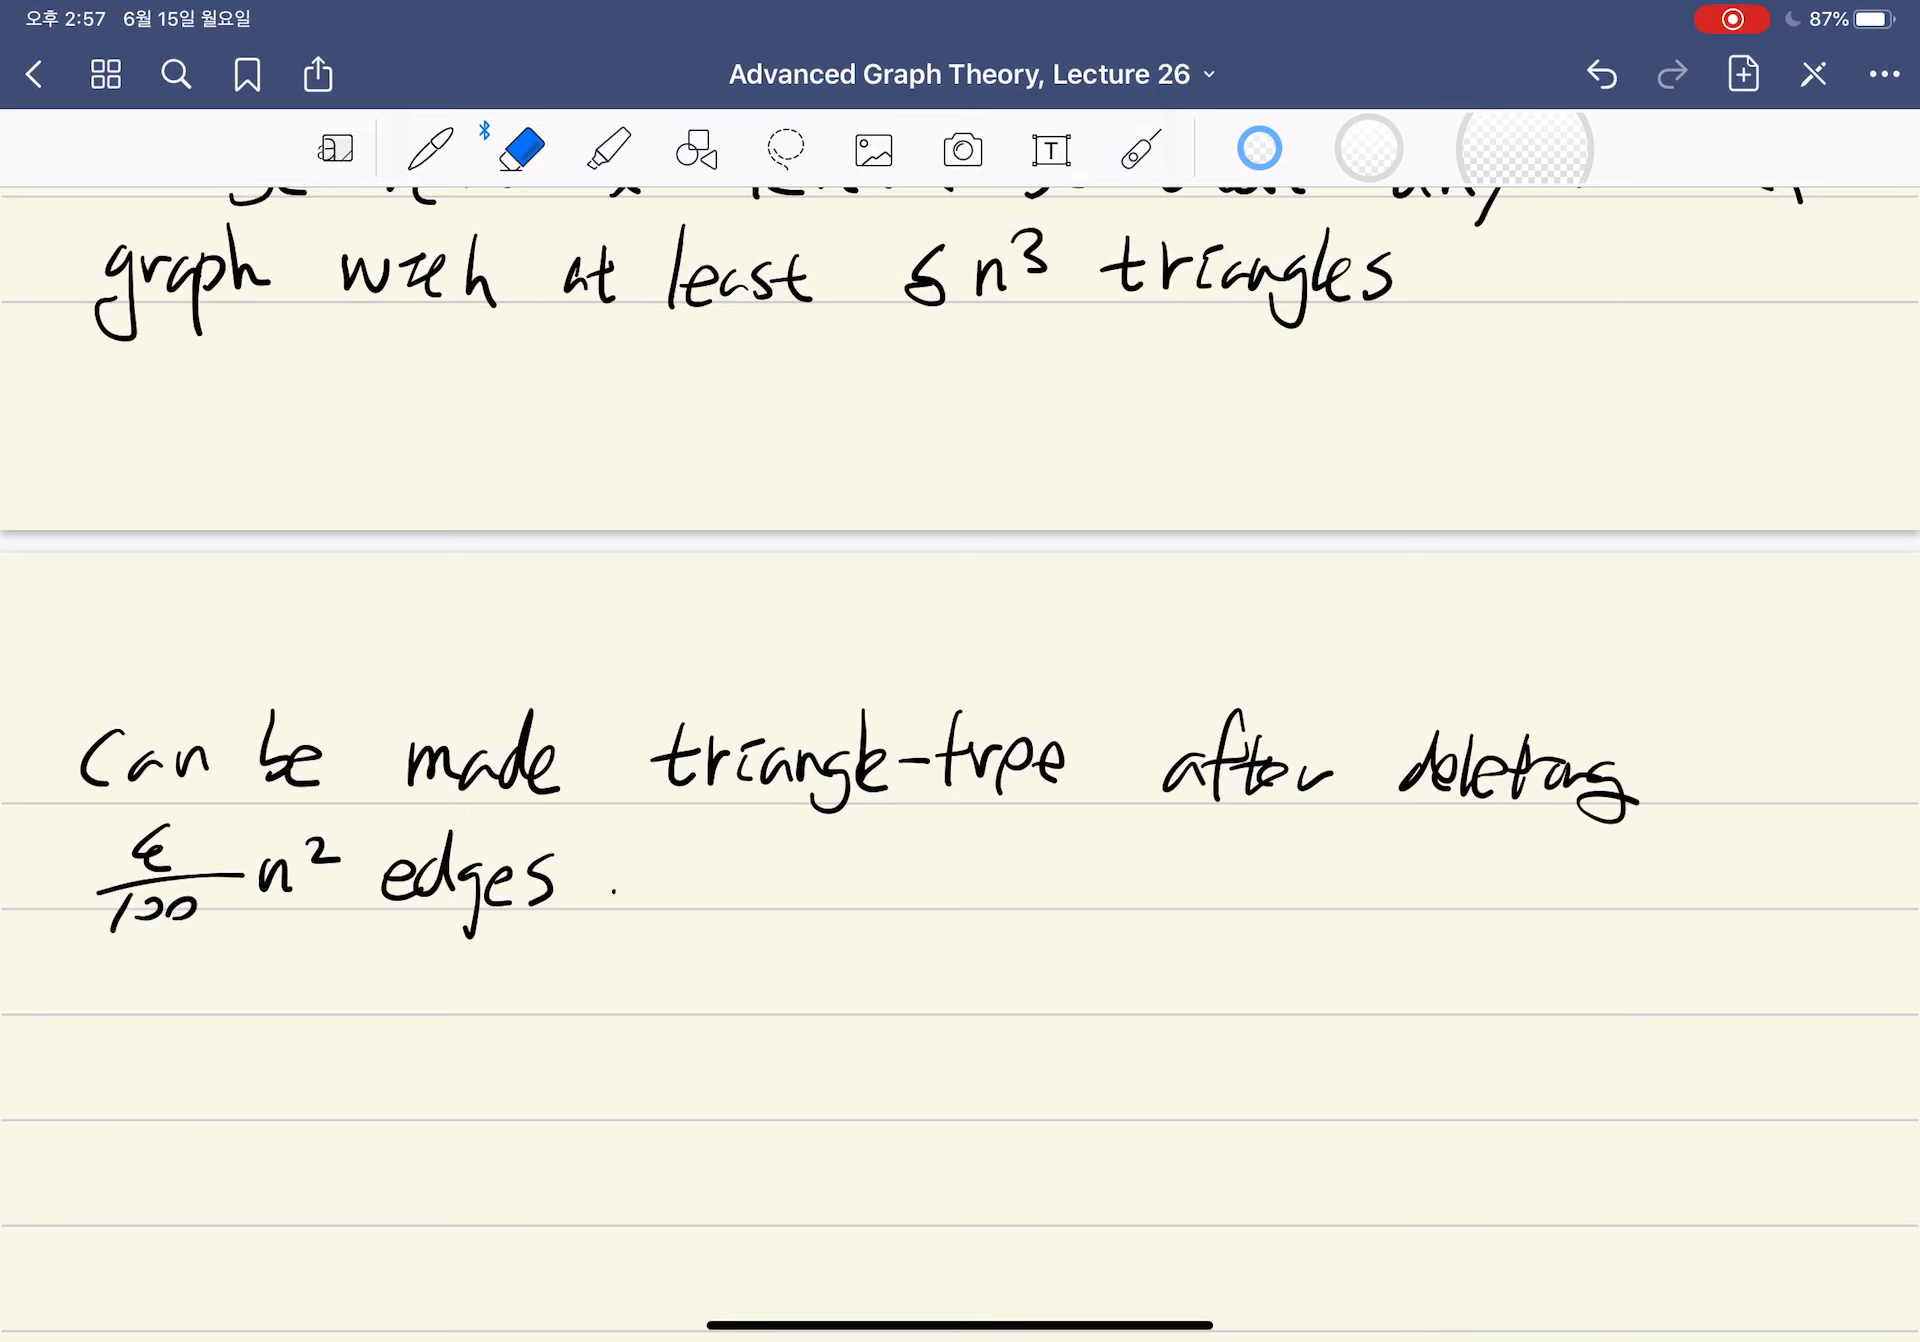 오후 2:57 6월 15일 월요일 87%
Advanced Graph Theory, Lecture 26
graph with at least δ n³ triangles
Can be made triangle-free after deleting
ε/100 n² edges .